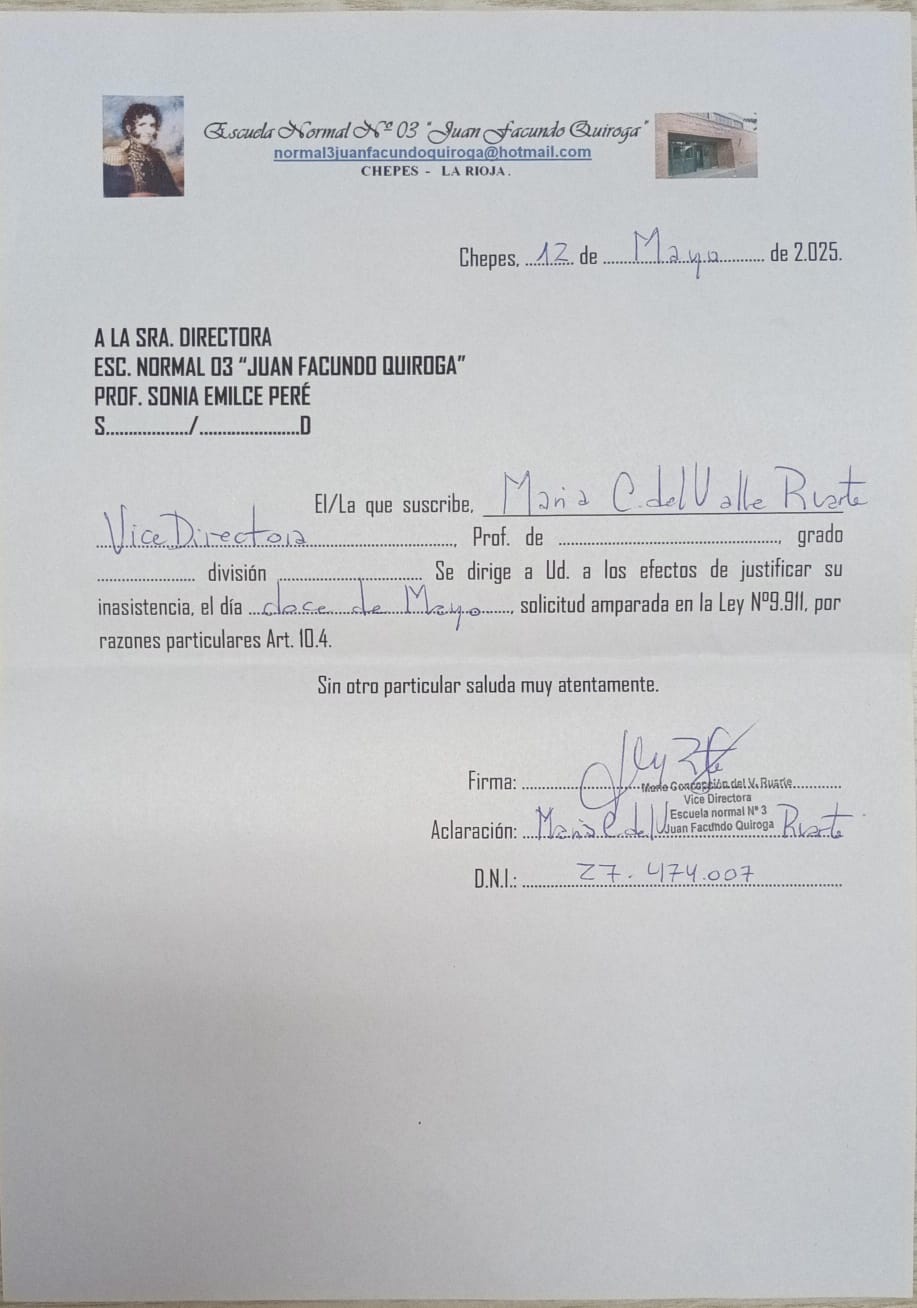 Escuela Normal Nº 03 "Juan Facundo Quiroga"
normal3juanfacundoquiroga@hotmail.com
CHEPES - LA RIOJA.
Chepes, 12 de Mayo de 2.025.
A LA SRA. DIRECTORA
ESC. NORMAL 03 "JUAN FACUNDO QUIROGA"
PROF. SONIA EMILCE PERÉ
S................../......................D
El/La que suscribe, Maria C. del Valle Ruarte
Vice Directora, Prof. de ................................................, grado
..................... división .............................. Se dirige a Ud. a los efectos de justificar su
inasistencia, el día doce de Mayo, solicitud amparada en la Ley Nº9.911, por
razones particulares Art. 10.4.
Sin otro particular saluda muy atentamente.
Firma:
Maria Concepción del V. Ruarte
Vice Directora
Escuela normal N° 3
Juan Facundo Quiroga
Aclaración: Maria C. del V Ruarte
D.N.I.: 27.474.007